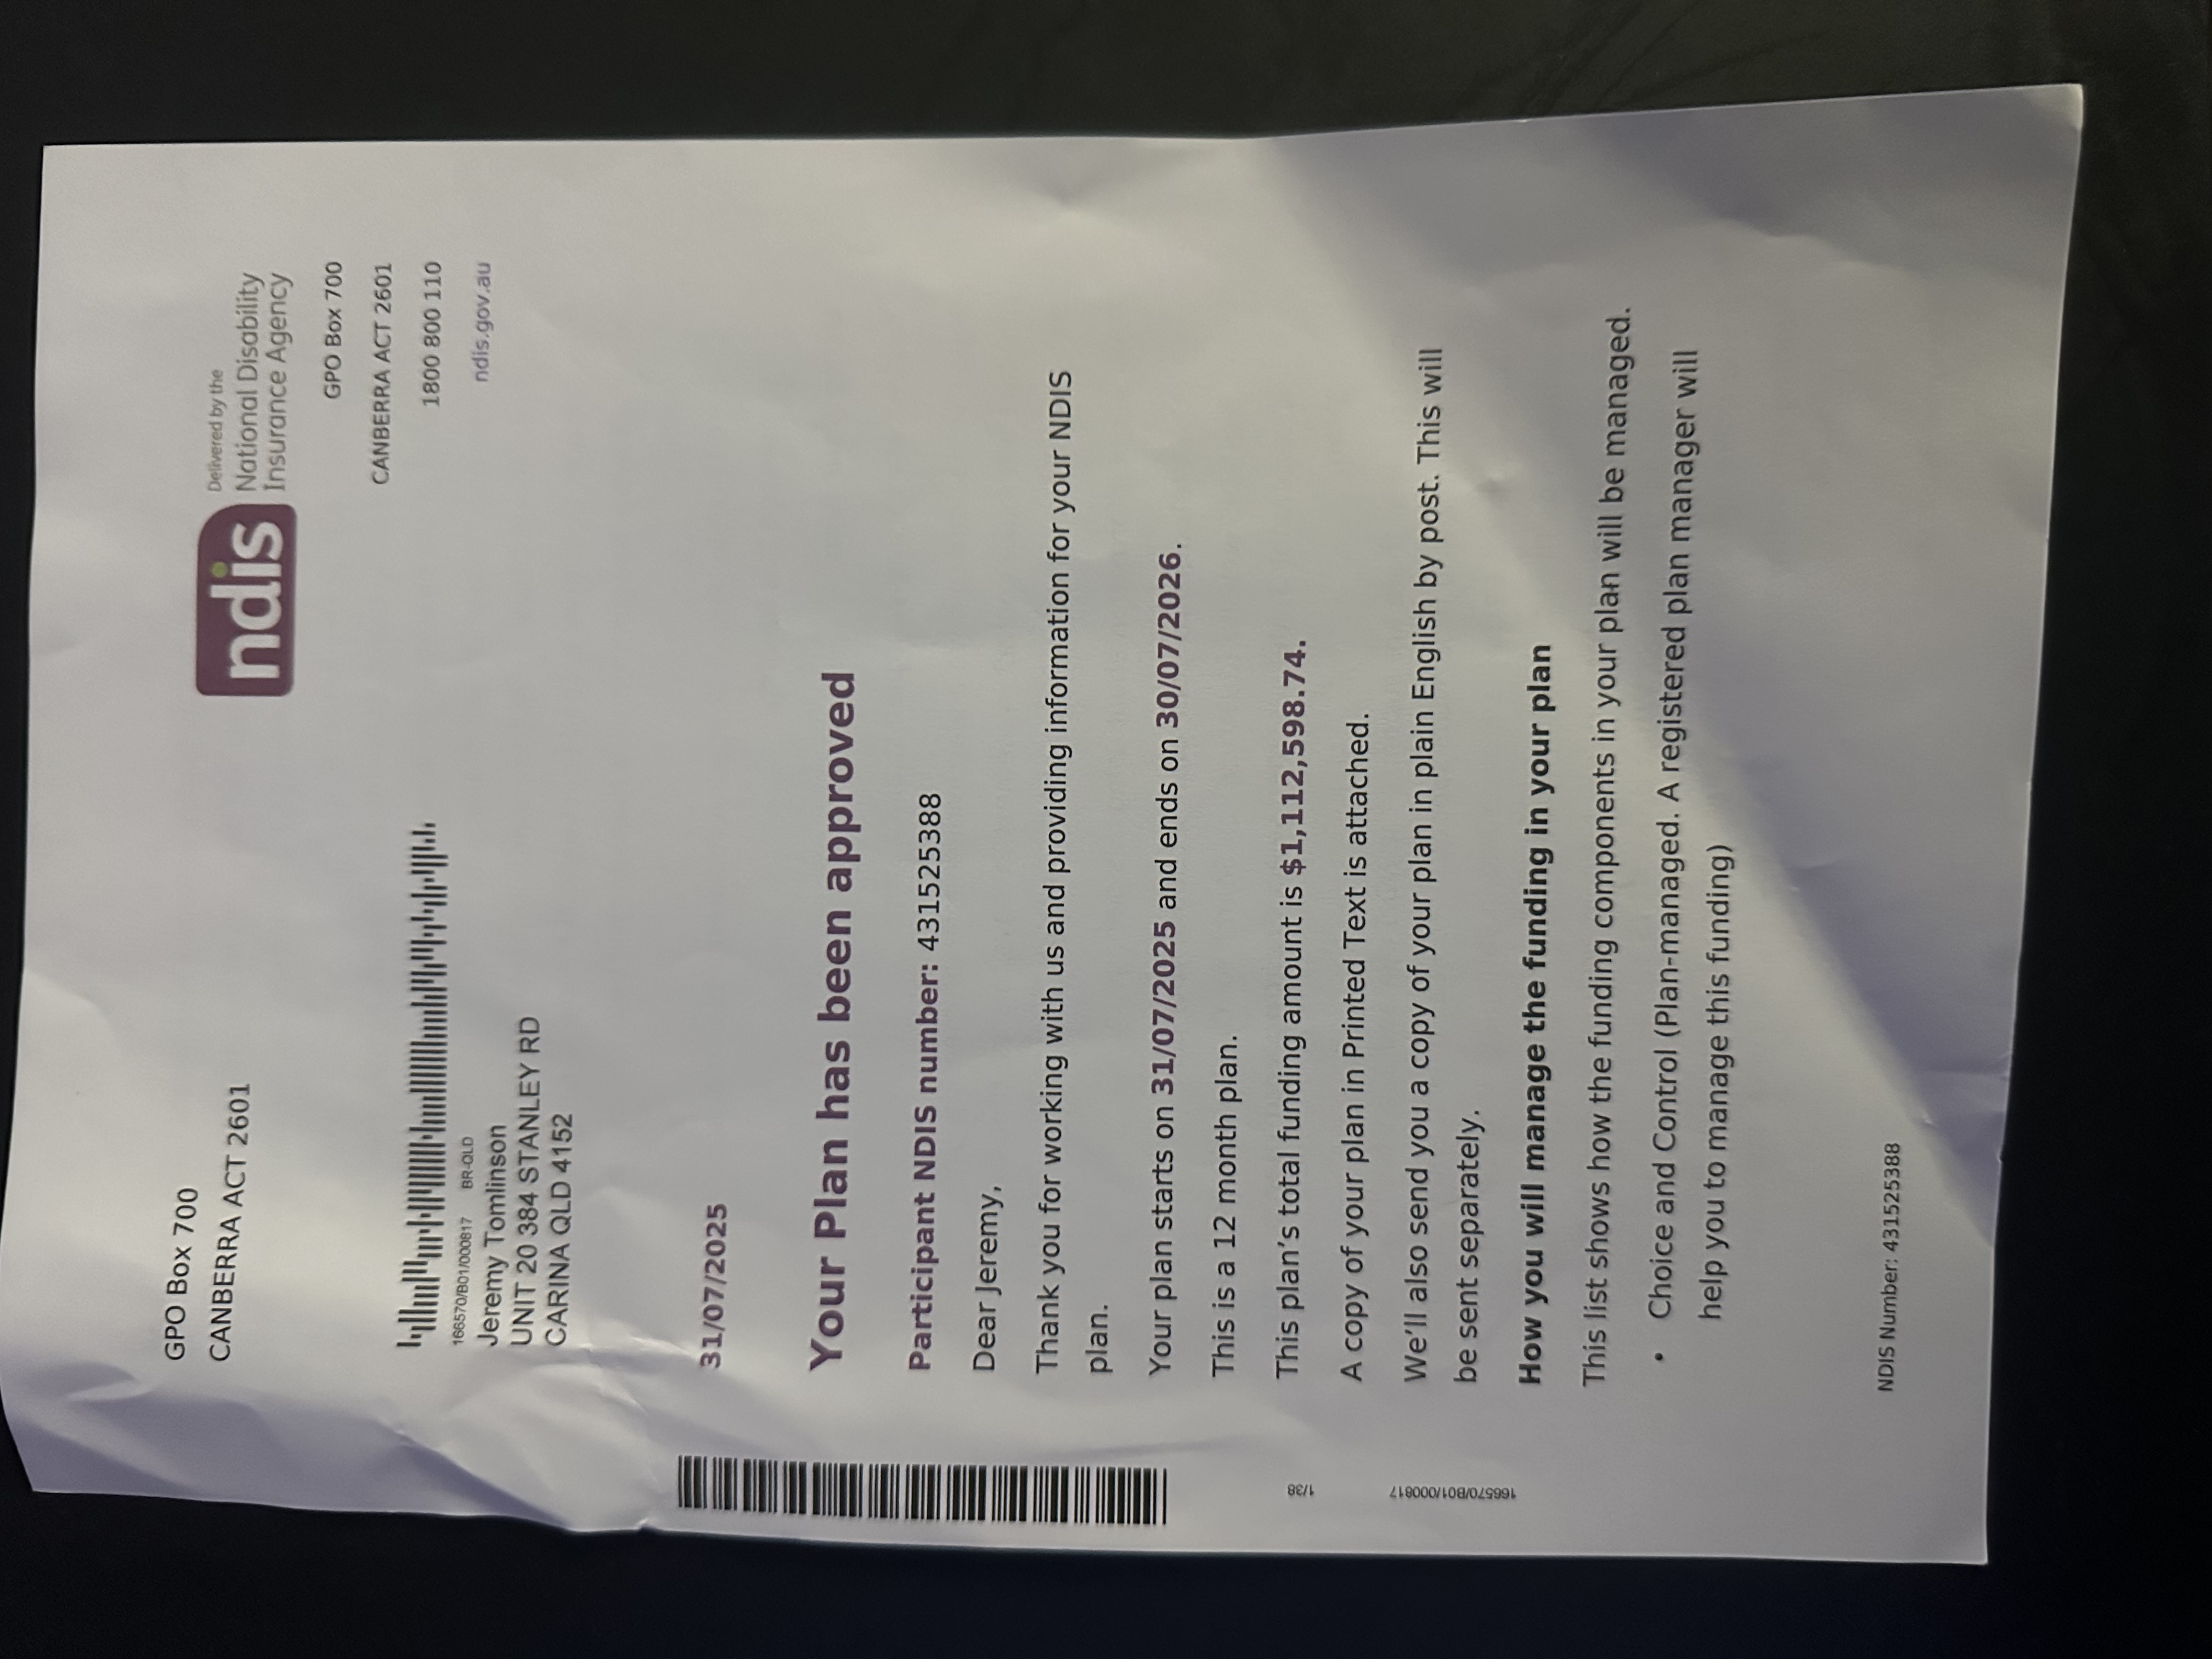 GPO Box 700
CANBERRA ACT 2601
ndis
Delivered by the
National Disability
Insurance Agency
GPO Box 700
CANBERRA ACT 2601
1800 800 110
ndis.gov.au
166570/B01/000817 BR-QLD
Jeremy Tomlinson
UNIT 20 384 STANLEY RD
CARINA QLD 4152
31/07/2025
Your Plan has been approved
Participant NDIS number: 431525388
Dear Jeremy,
Thank you for working with us and providing information for your NDIS
plan.
Your plan starts on 31/07/2025 and ends on 30/07/2026.
This is a 12 month plan.
This plan’s total funding amount is $1,112,598.74.
A copy of your plan in Printed Text is attached.
We’ll also send you a copy of your plan in plain English by post. This will
be sent separately.
How you will manage the funding in your plan
This list shows how the funding components in your plan will be managed.
• Choice and Control (Plan-managed. A registered plan manager will
help you to manage this funding)
NDIS Number: 431525388
166570/B01/000817 1/38